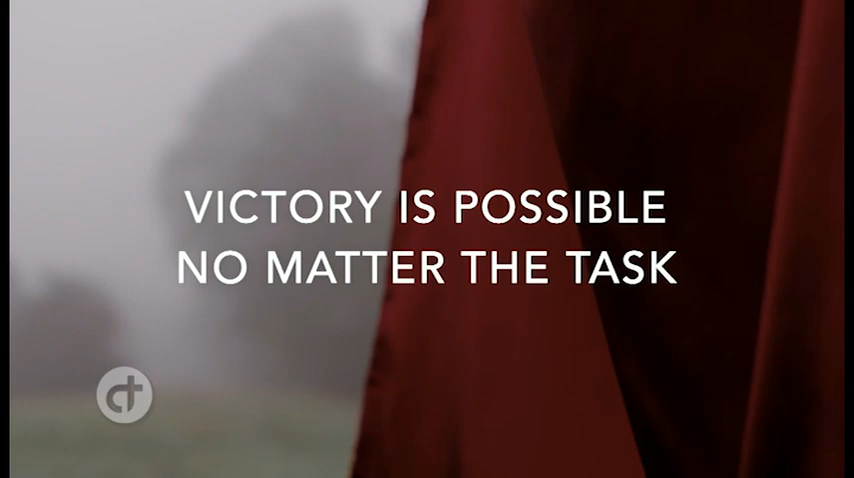 VICTORY IS POSSIBLE
NO MATTER THE TASK